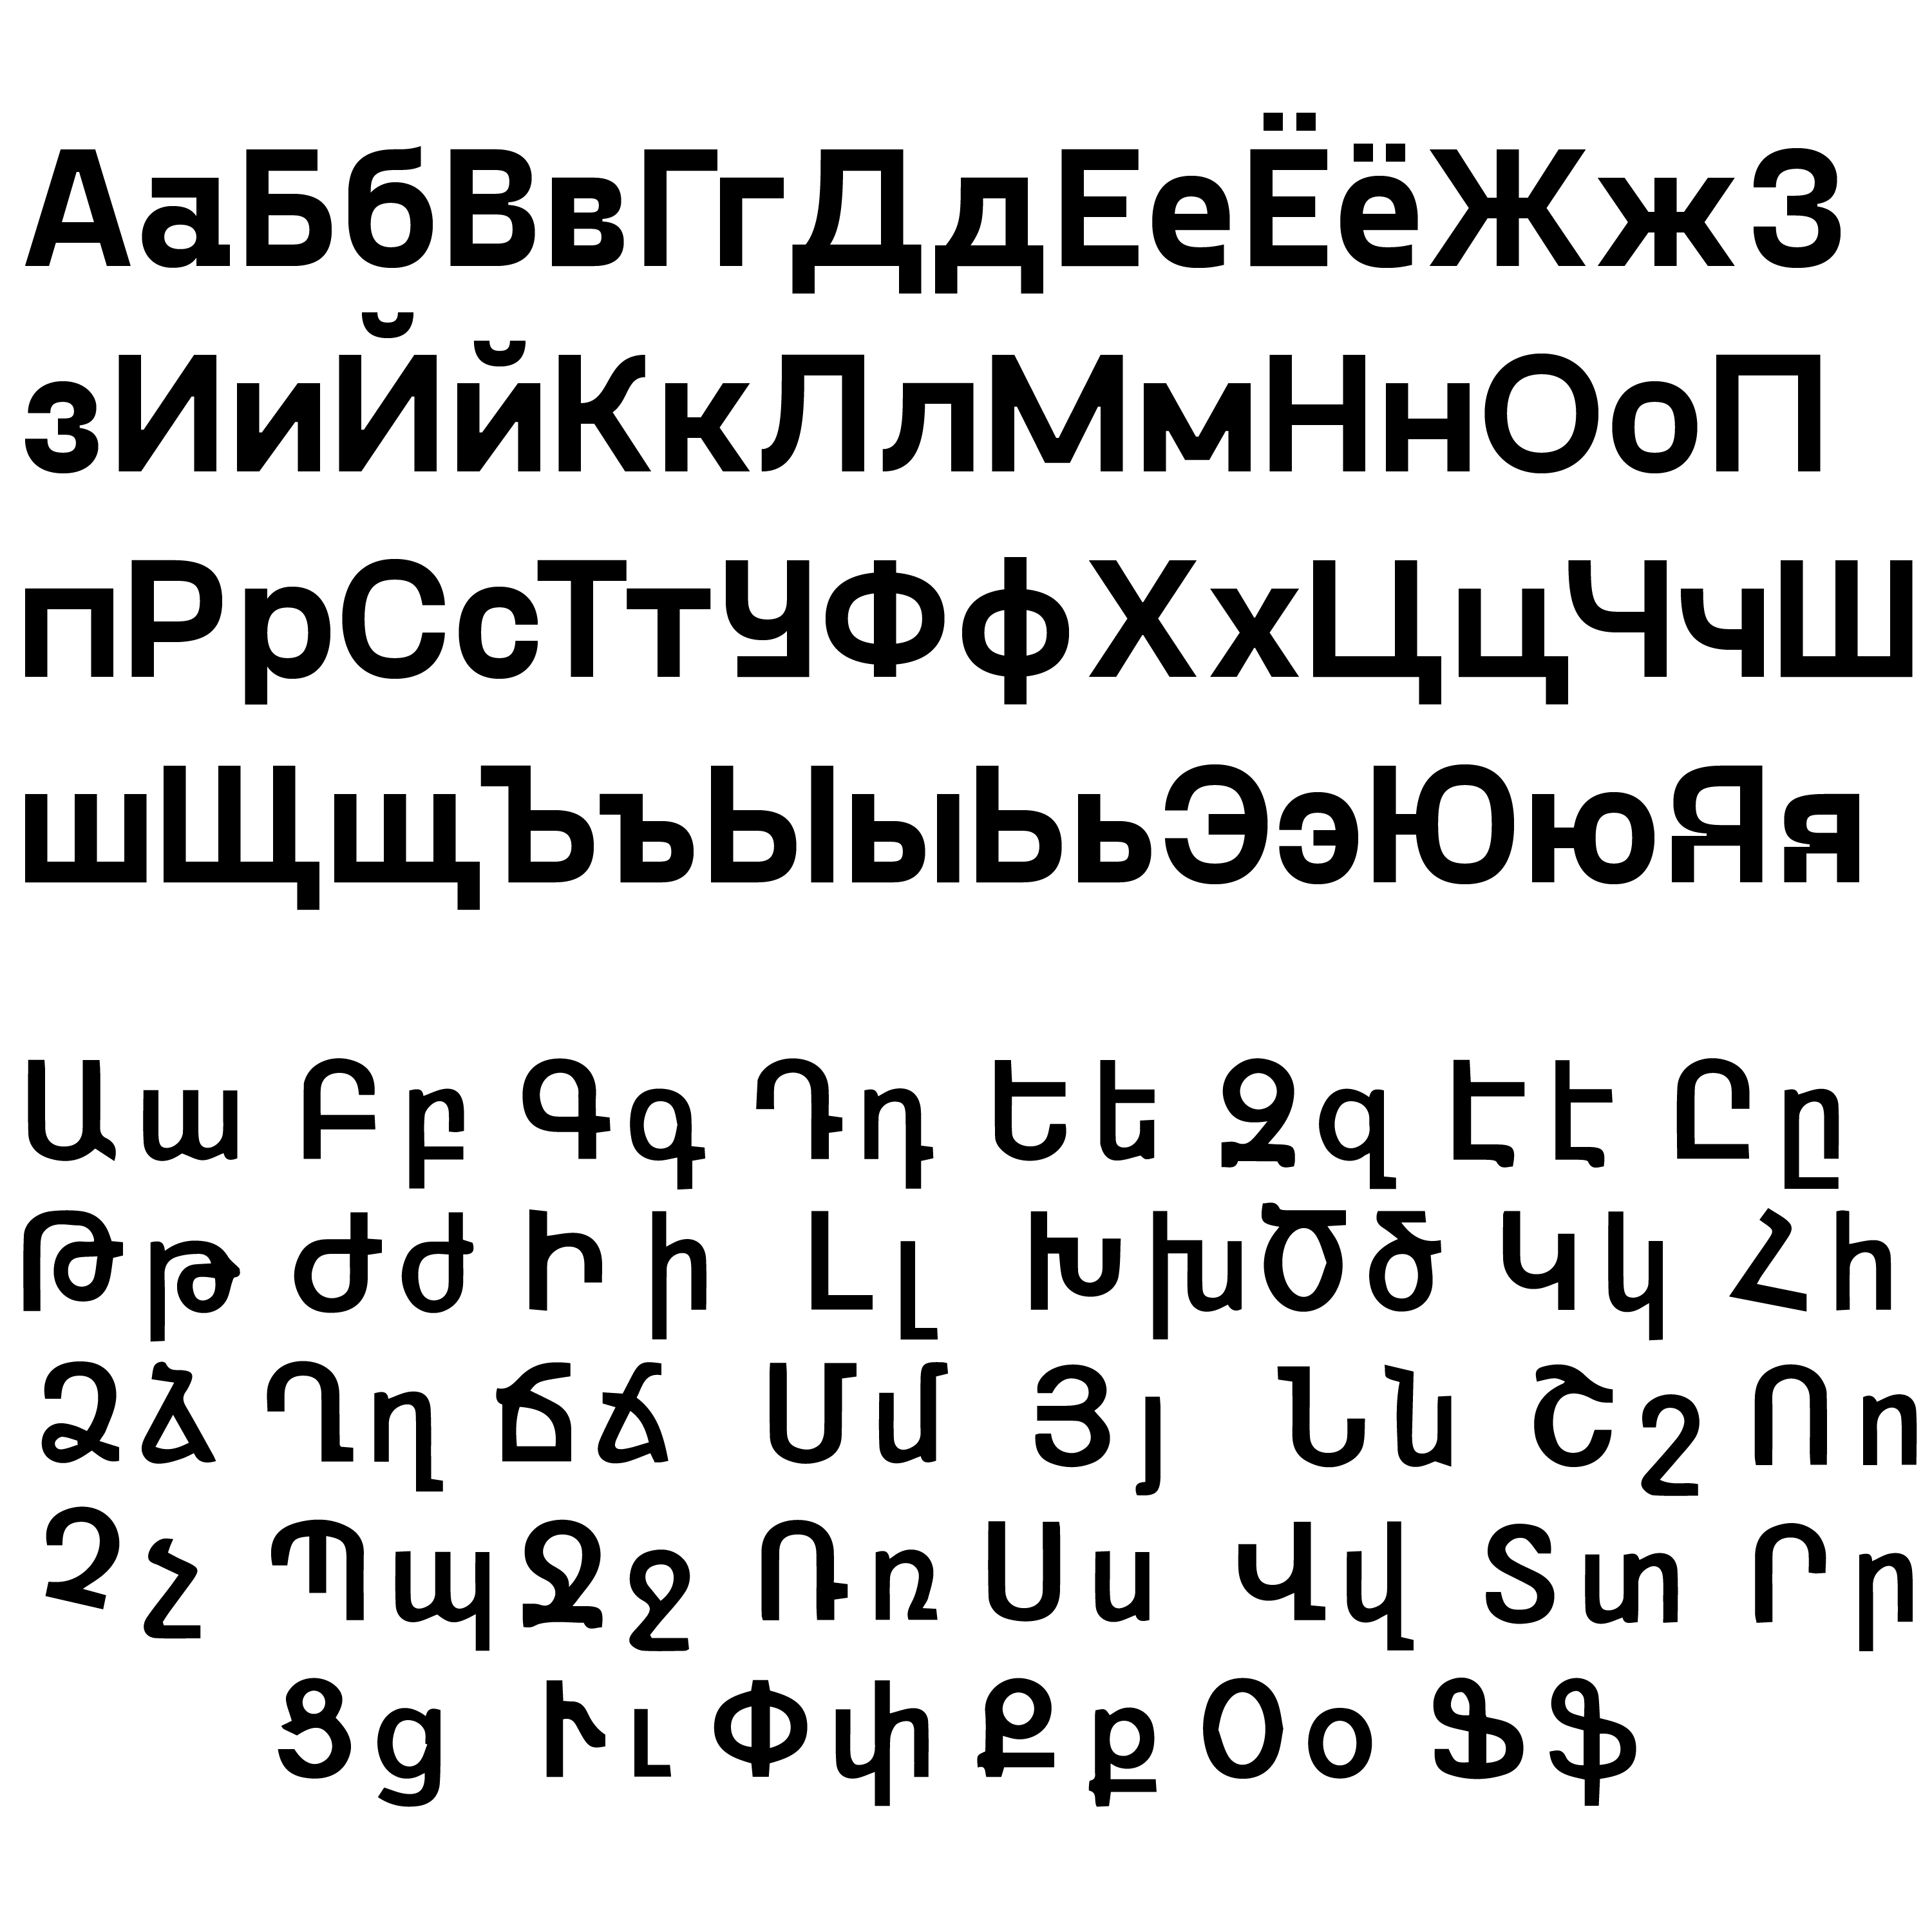 АаБбВвГгДдЕеЁёЖжЗ
зИиЙйКкЛлМмНнОоП
пРрСсТтУФфХхЦцЧчШ
шЩщЪъЫыЬьЭэЮюЯя
Աա Բբ Գգ Դդ Եե Զզ Էէ Ըը
Թթ Ժժ Իի Լլ Խխ Ծծ Կկ Հհ
Ձձ Ղղ Ճճ Մմ Յյ Նն Շշ Ոո
Չչ Պպ Ջջ Ռռ Սս Վվ Տտ Րր
Ցց Իւ Փփ Քք Օօ Ֆֆ